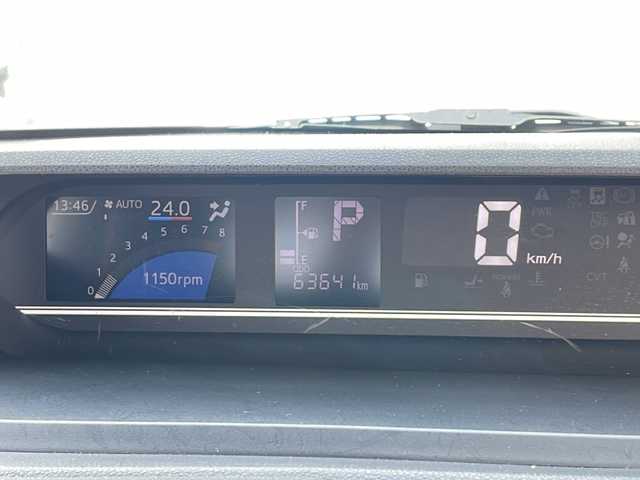 13:46 AUTO 24.0
0 1 2 3 4 5 6 7 8
1150rpm
F
P
E
ODO
63641km
0 km/h
PWR
CVT